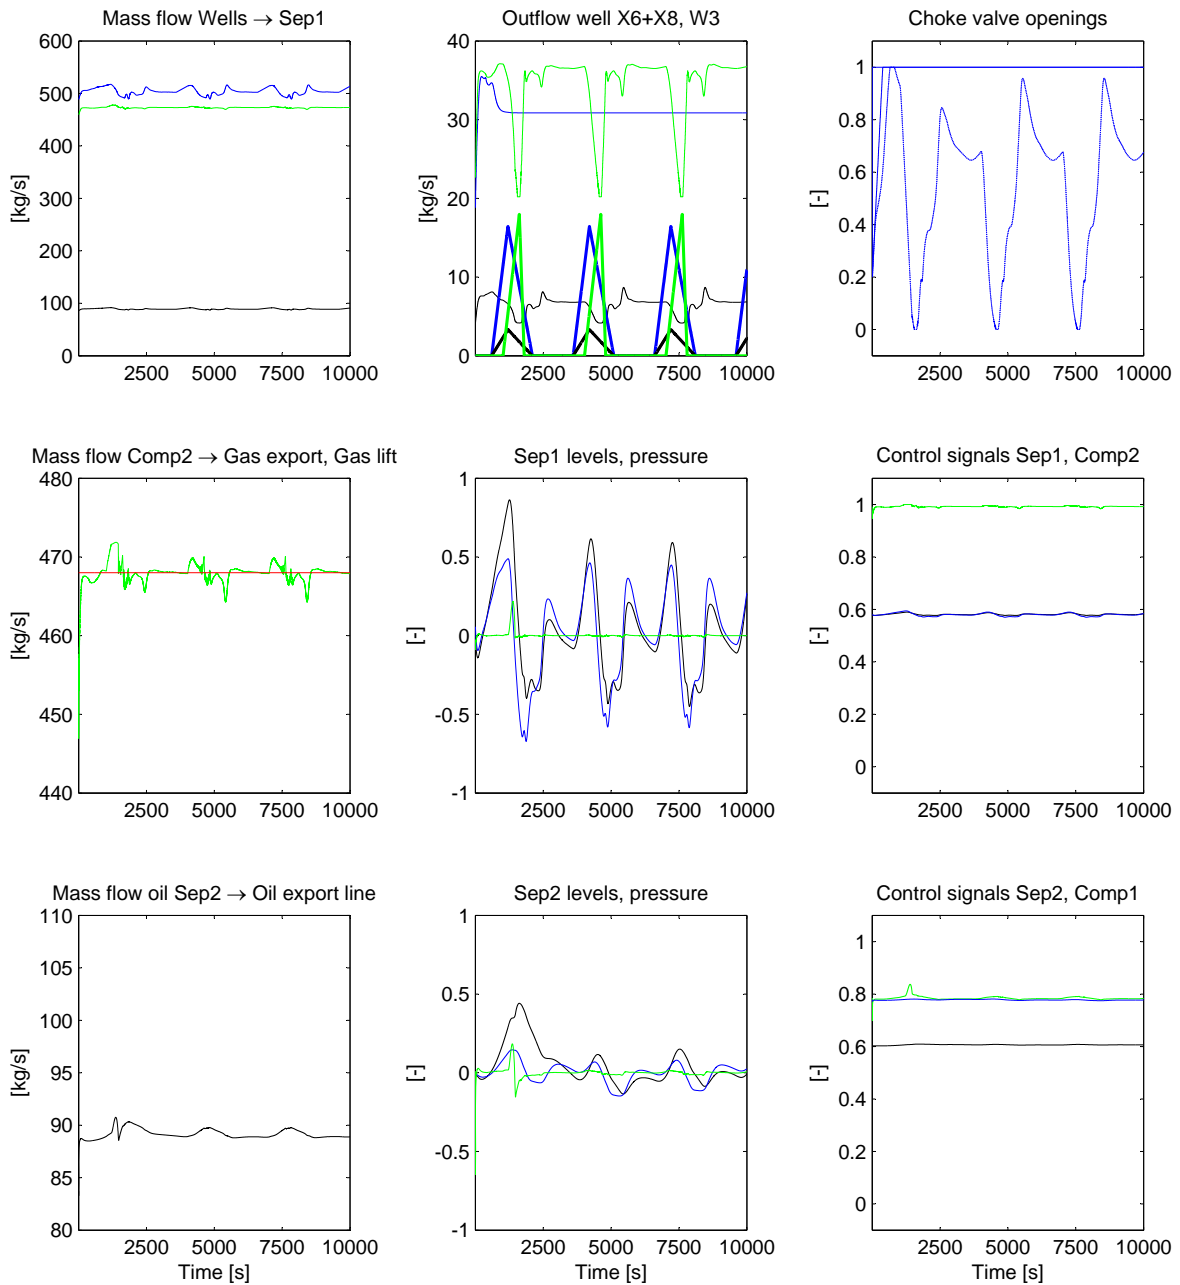 Mass flow Wells → Sep1
Outflow well X6+X8, W3
Choke valve openings
600
500
400
300
200
100
0
[kg/s]
2500 5000 7500 10000
40
30
20
10
0
[kg/s]
2500 5000 7500 10000
1
0.8
0.6
0.4
0.2
0
[-]
2500 5000 7500 10000
Mass flow Comp2 → Gas export, Gas lift
Sep1 levels, pressure
Control signals Sep1, Comp2
480
470
460
450
440
[kg/s]
2500 5000 7500 10000
1
0.5
0
-0.5
-1
[-]
2500 5000 7500 10000
1
0.8
0.6
0.4
0.2
0
[-]
2500 5000 7500 10000
Mass flow oil Sep2 → Oil export line
Sep2 levels, pressure
Control signals Sep2, Comp1
110
105
100
95
90
85
80
[kg/s]
2500 5000 7500 10000
Time [s]
1
0.5
0
-0.5
-1
[-]
2500 5000 7500 10000
Time [s]
1
0.8
0.6
0.4
0.2
0
[-]
2500 5000 7500 10000
Time [s]